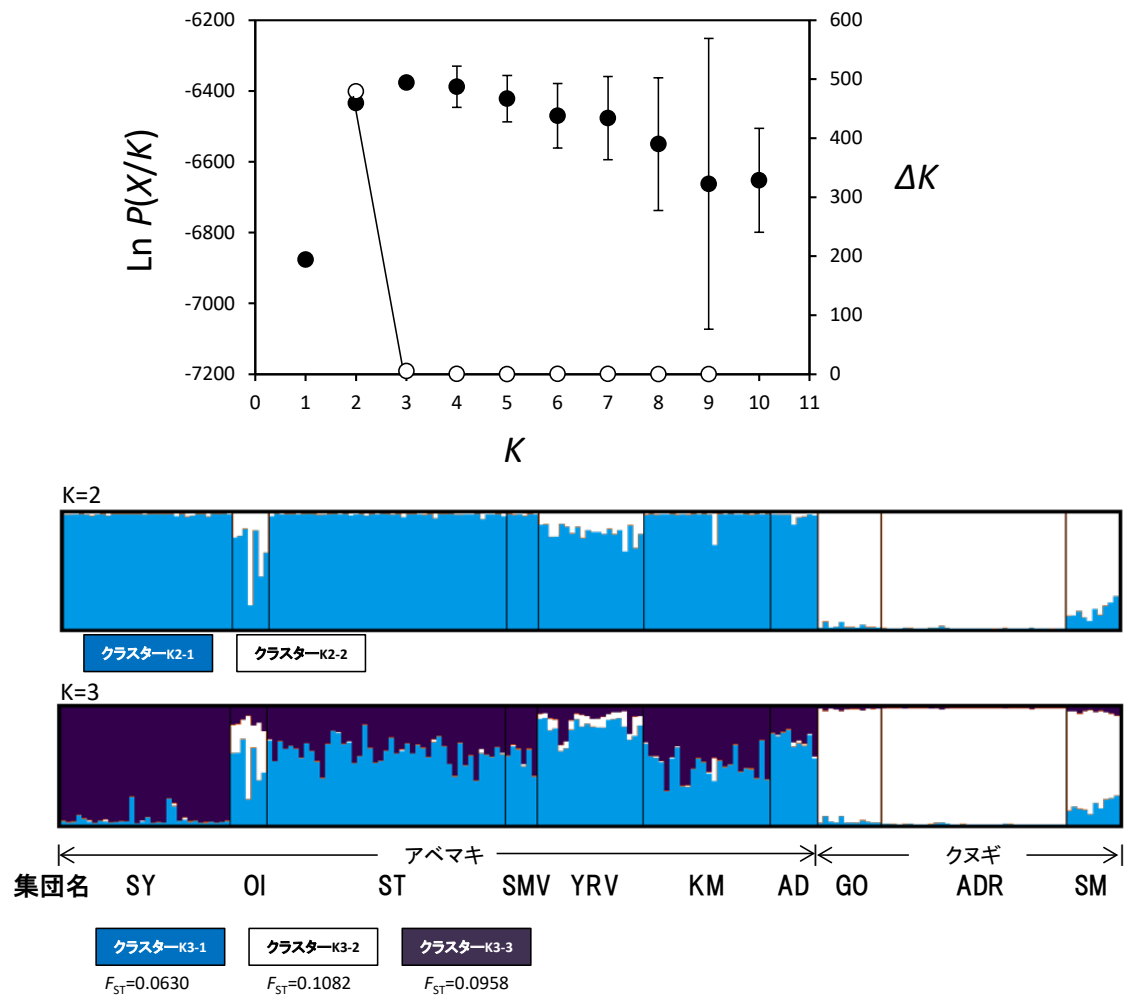 -6200
-6400
-6600
-6800
-7000
-7200
Ln P(X/K)
600
500
400
300
200
100
0
ΔK
0 1 2 3 4 5 6 7 8 9 10 11
K
K=2
クラスターK2-1 クラスターK2-2
K=3
アベマキ クヌギ
集団名 SY OI ST SMV YRV KM AD GO ADR SM
クラスターK3-1 クラスターK3-2 クラスターK3-3
FST=0.0630 FST=0.1082 FST=0.0958